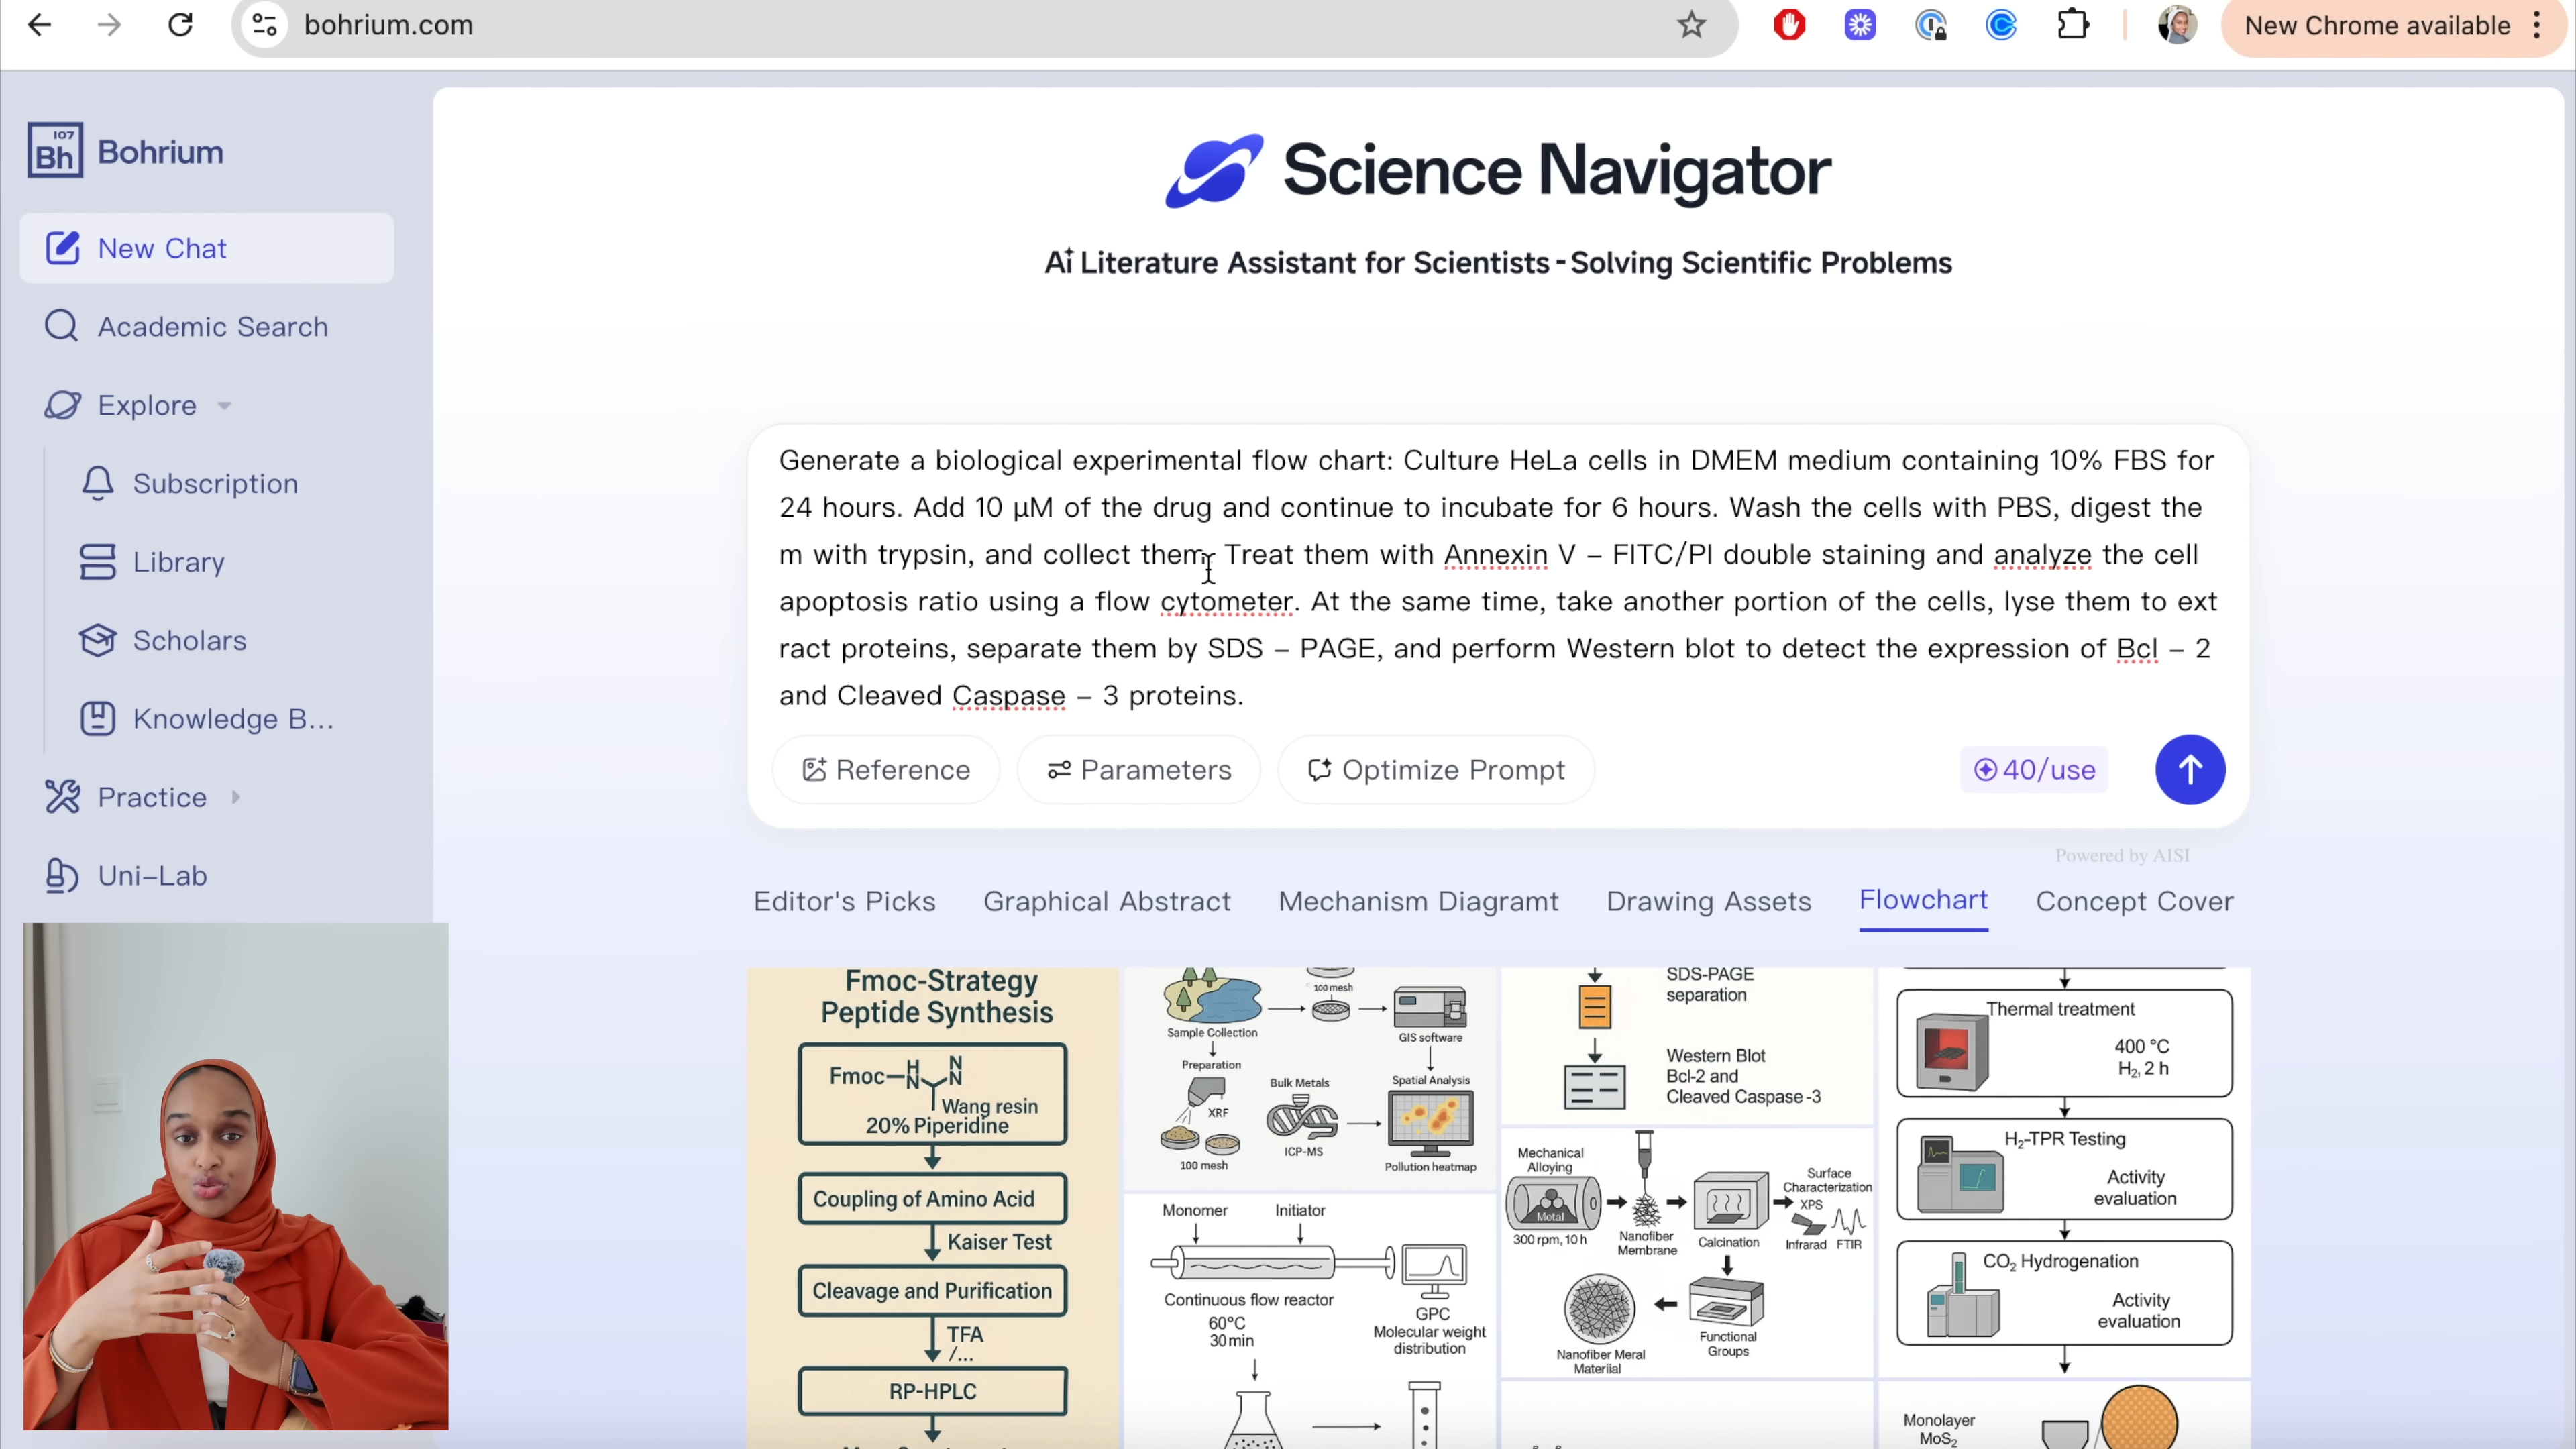 bohrium.com
New Chrome available
107
Bh
Bohrium
New Chat
Academic Search
Explore
Subscription
Library
Scholars
Knowledge B...
Practice
Uni-Lab
Science Navigator
Ai Literature Assistant for Scientists - Solving Scientific Problems
Generate a biological experimental flow chart: Culture HeLa cells in DMEM medium containing 10% FBS for
24 hours. Add 10 μM of the drug and continue to incubate for 6 hours. Wash the cells with PBS, digest the
m with trypsin, and collect them. Treat them with Annexin V – FITC/PI double staining and analyze the cell
apoptosis ratio using a flow cytometer. At the same time, take another portion of the cells, lyse them to ext
ract proteins, separate them by SDS – PAGE, and perform Western blot to detect the expression of Bcl – 2
and Cleaved Caspase – 3 proteins.
Reference
Parameters
Optimize Prompt
40/use
Powered by AISI
Editor's Picks
Graphical Abstract
Mechanism Diagramt
Drawing Assets
Flowchart
Concept Cover
Fmoc-Strategy
Peptide Synthesis
Fmoc
H
N
N
N
Wang resin
20% Piperidine
Coupling of Amino Acid
Kaiser Test
Cleavage and Purification
TFA
/...
RP-HPLC
100 mesh
Sample Collection
GIS software
Preparation
XRF
100 mesh
Bulk Metals
ICP-MS
Spatial Analysis
Pollution heatmap
Monomer
Initiator
Continuous flow reactor
60°C
30 min
GPC
Molecular weight
distribution
SDS-PAGE
separation
Western Blot
Bcl-2 and
Cleaved Caspase -3
Mechanical
Alloying
Metal
300 rpm, 10 h
Nanofiber
Membrane
Calcination
Surface
Characterization
XPS
Infrarad FTIR
Functional
Groups
Nanofiber Meral
Materiial
Thermal treatment
400 °C
H₂, 2 h
H₂-TPR Testing
Activity
evaluation
CO₂ Hydrogenation
Activity
evaluation
Monolayer
MoS₂